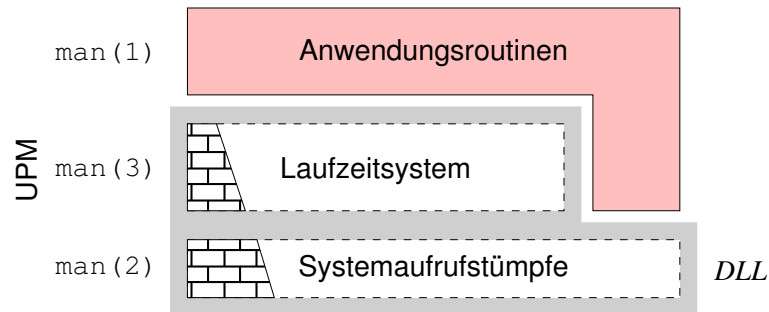 man(1)
Anwendungsroutinen
UPM
man(3)
Laufzeitsystem
man(2)
Systemaufrufstümpfe
DLL